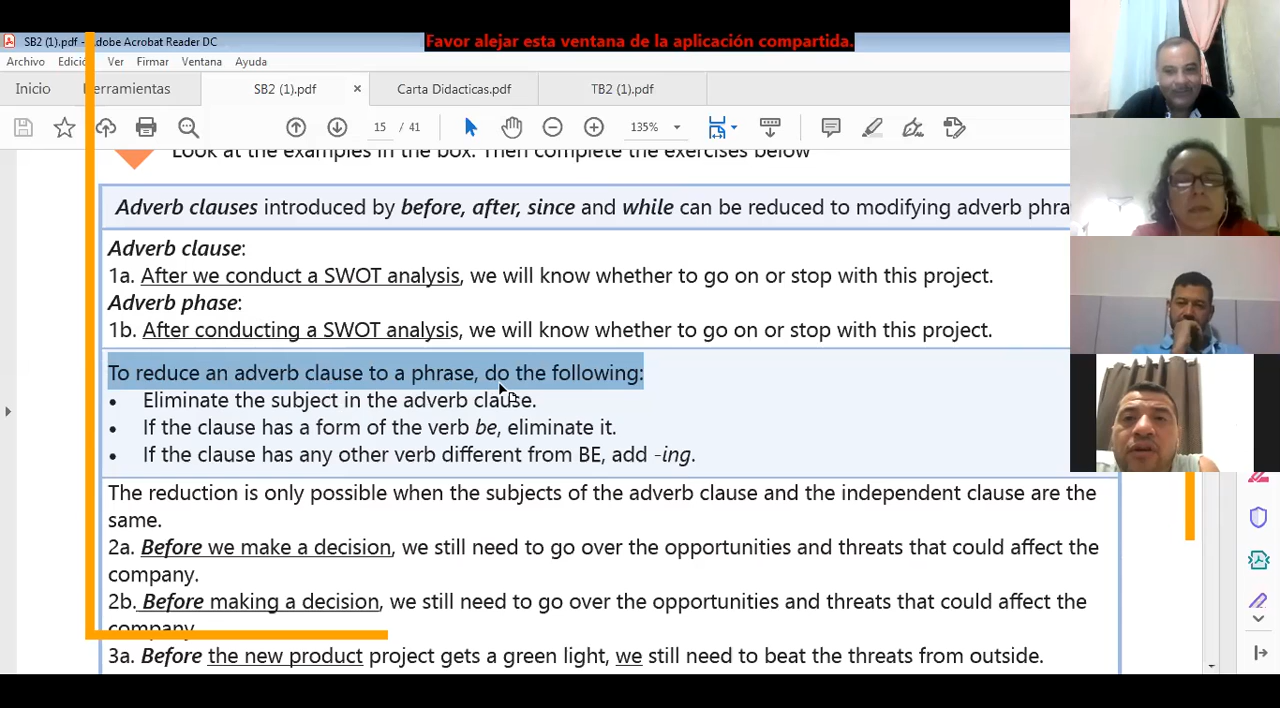 SB2 (1).pdf - Adobe Acrobat Reader DC
Favor alejar esta ventana de la aplicación compartida.
Archivo Edició Ver Firmar Ventana Ayuda
Inicio erramientas SB2 (1).pdf × Carta Didacticas.pdf TB2 (1).pdf
15 / 41 135%
Look at the examples in the box. Then complete the exercises below
Adverb clauses introduced by before, after, since and while can be reduced to modifying adverb phra
Adverb clause:
1a. After we conduct a SWOT analysis, we will know whether to go on or stop with this project.
Adverb phase:
1b. After conducting a SWOT analysis, we will know whether to go on or stop with this project.
To reduce an adverb clause to a phrase, do the following:
• Eliminate the subject in the adverb clause.
• If the clause has a form of the verb be, eliminate it.
• If the clause has any other verb different from BE, add -ing.
The reduction is only possible when the subjects of the adverb clause and the independent clause are the
same.
2a. Before we make a decision, we still need to go over the opportunities and threats that could affect the
company.
2b. Before making a decision, we still need to go over the opportunities and threats that could affect the
company.
3a. Before the new product project gets a green light, we still need to beat the threats from outside.